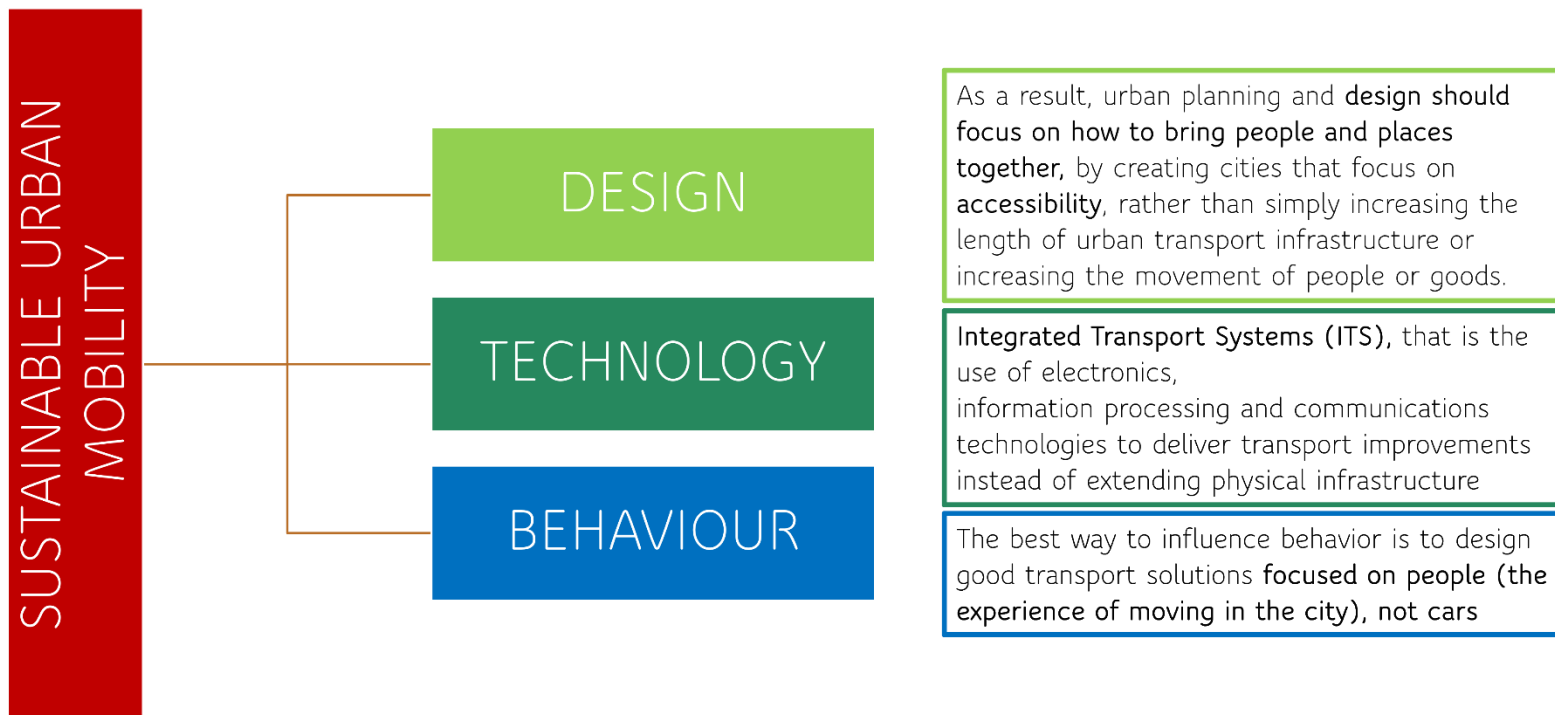 SUSTAINABLE URBAN
MOBILITY
DESIGN
As a result, urban planning and design should
focus on how to bring people and places
together, by creating cities that focus on
accessibility, rather than simply increasing the
length of urban transport infrastructure or
increasing the movement of people or goods.
TECHNOLOGY
Integrated Transport Systems (ITS), that is the
use of electronics,
information processing and communications
technologies to deliver transport improvements
instead of extending physical infrastructure
BEHAVIOUR
The best way to influence behavior is to design
good transport solutions focused on people (the
experience of moving in the city), not cars